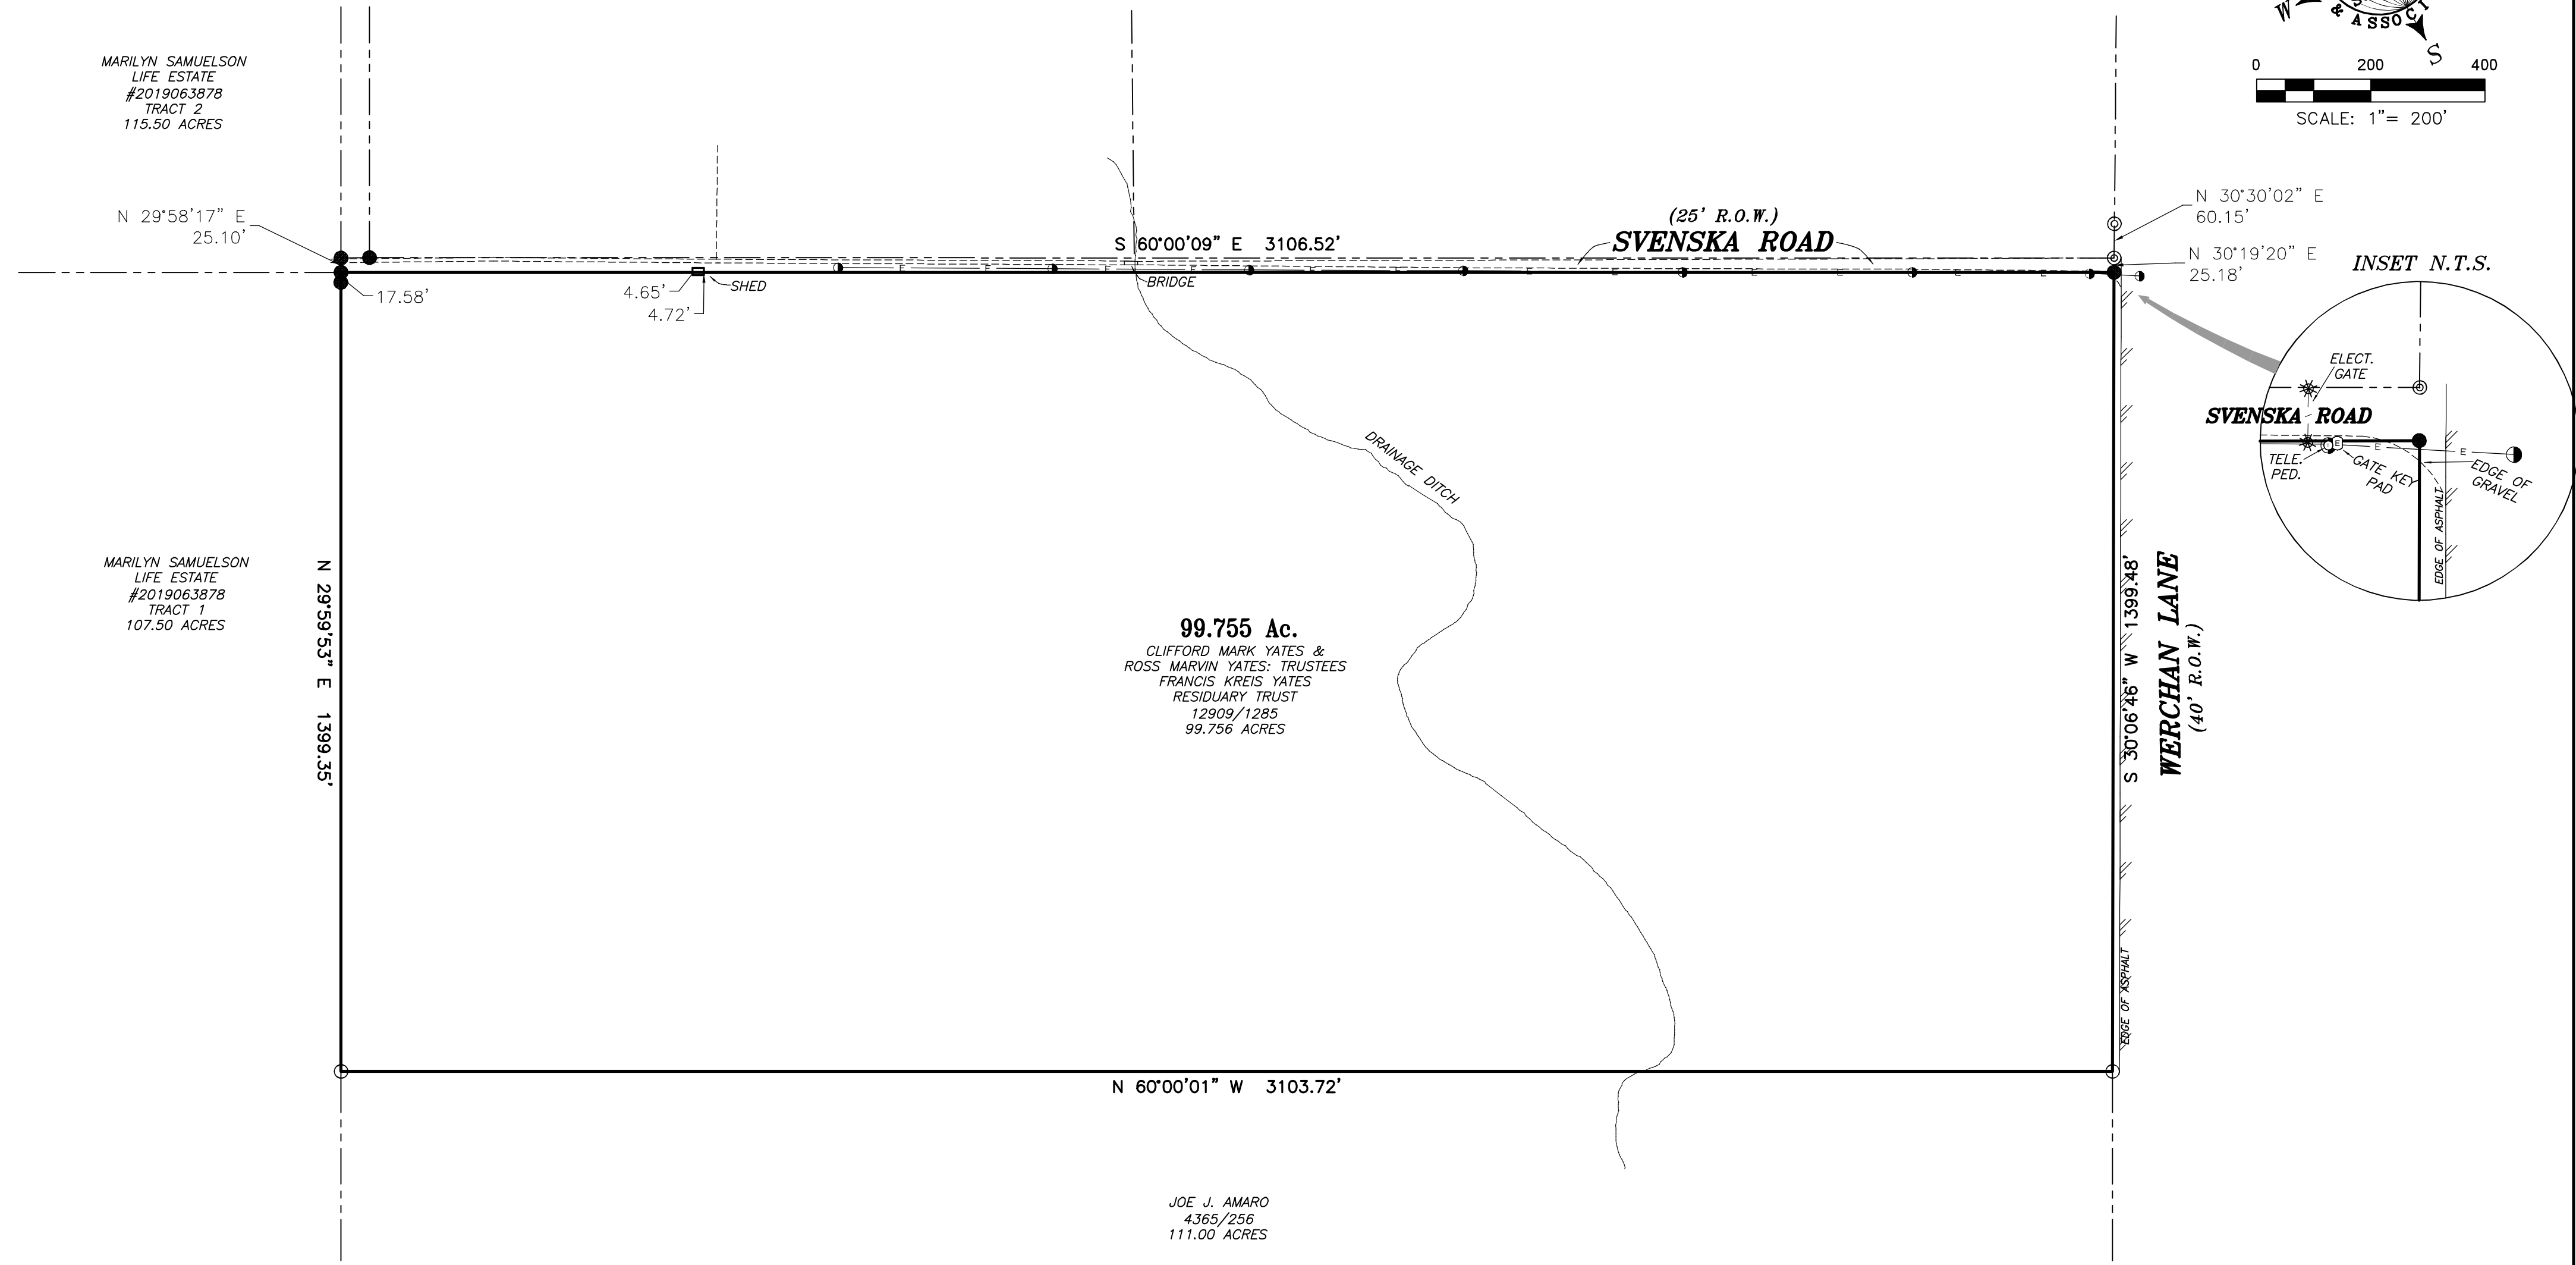 MARILYN SAMUELSON
LIFE ESTATE
#2019063878
TRACT 2
115.50 ACRES
W
& ASSOCI
S
0 200 400
SCALE: 1"= 200'
N 29°58'17" E
25.10'
17.58'
4.65'
4.72'
SHED
S 60°00'09" E 3106.52'
BRIDGE
(25' R.O.W.)
SVENSKA ROAD
E E E E E E E E E E E
N 30°30'02" E
60.15'
N 30°19'20" E
25.18'
INSET N.T.S.
ELECT.
GATE
SVENSKA ROAD
E E E
TELE.
PED.
GATE KEY
PAD
EDGE OF
GRAVEL
EDGE OF ASPHALT
DRAINAGE DITCH
MARILYN SAMUELSON
LIFE ESTATE
#2019063878
TRACT 1
107.50 ACRES
N 29°59'53" E 1399.35'
99.755 Ac.
CLIFFORD MARK YATES &
ROSS MARVIN YATES: TRUSTEES
FRANCIS KREIS YATES
RESIDUARY TRUST
12909/1285
99.756 ACRES
S 30°06'46" W 1399.48'
WERCHAN LANE
(40' R.O.W.)
EDGE OF ASPHALT
N 60°00'01" W 3103.72'
JOE J. AMARO
4365/256
111.00 ACRES